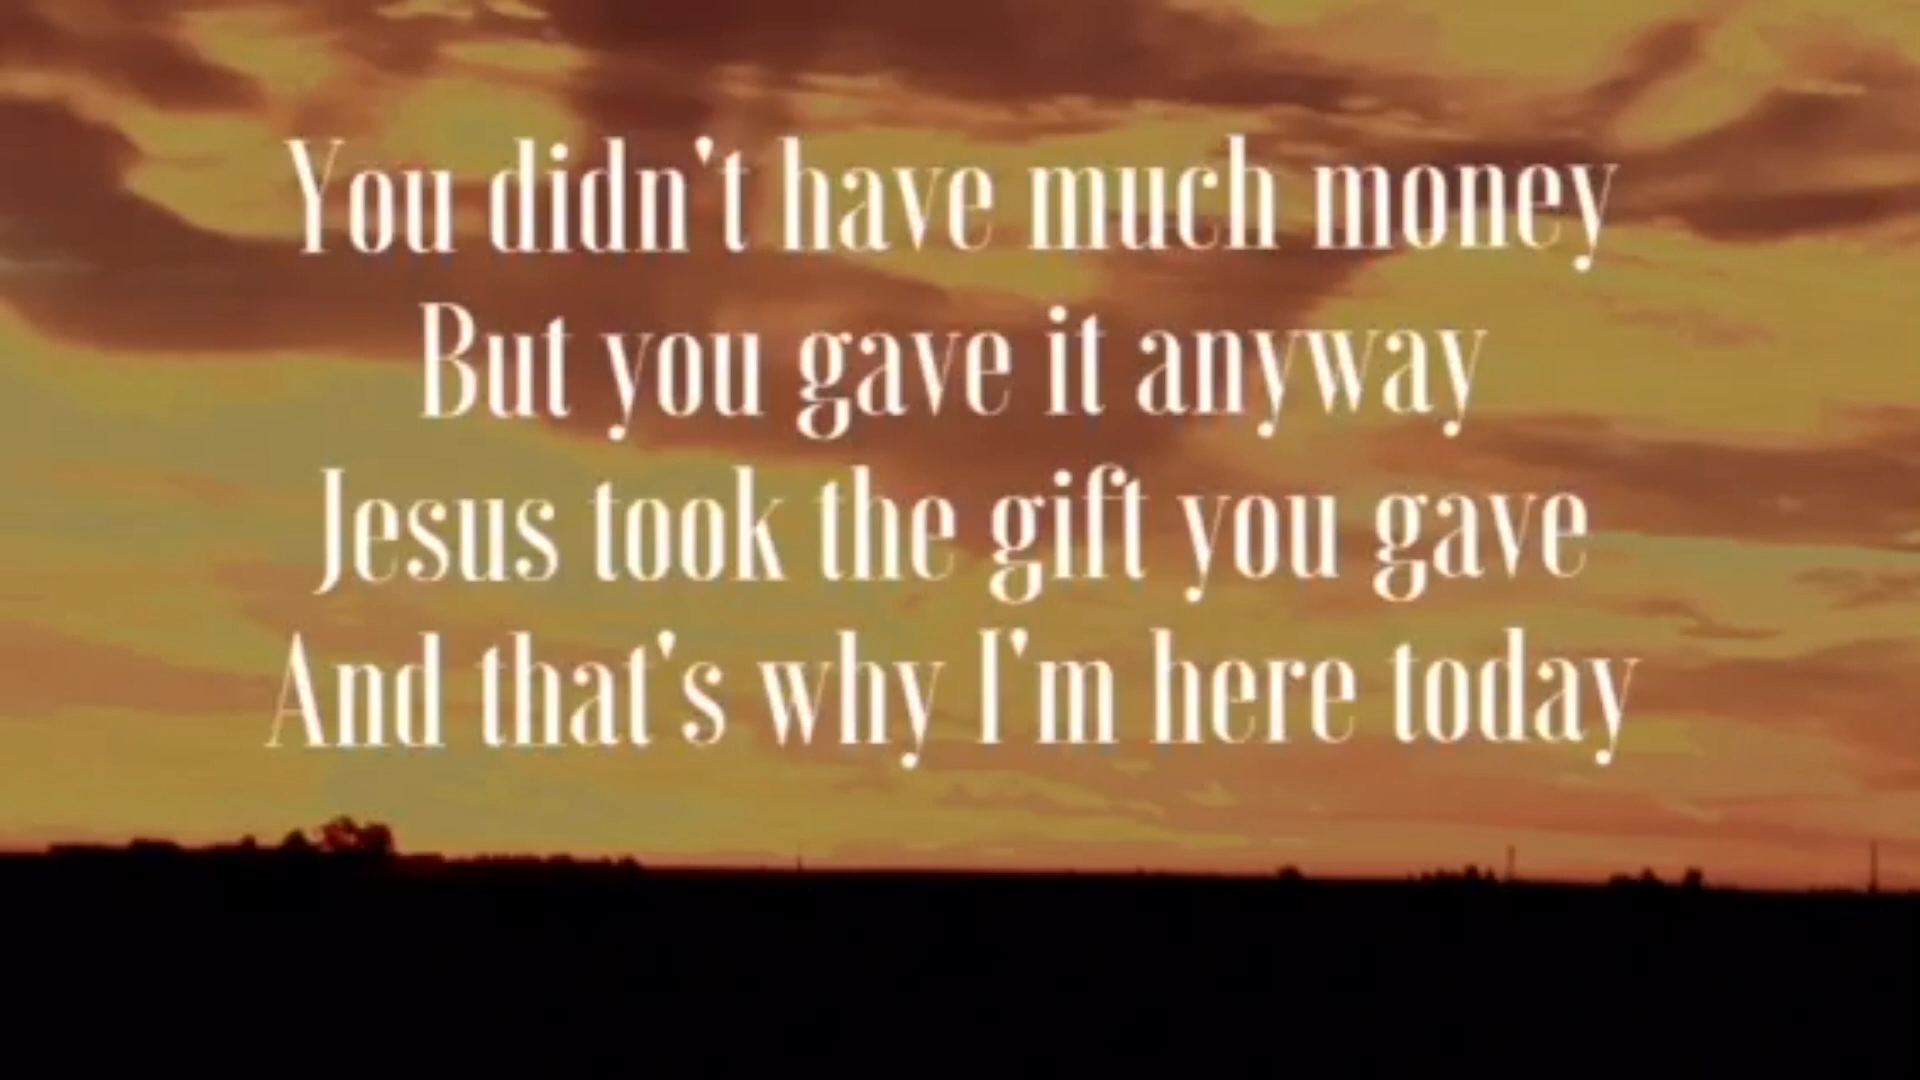 You didn't have much money
But you gave it anyway
Jesus took the gift you gave
And that's why I'm here today